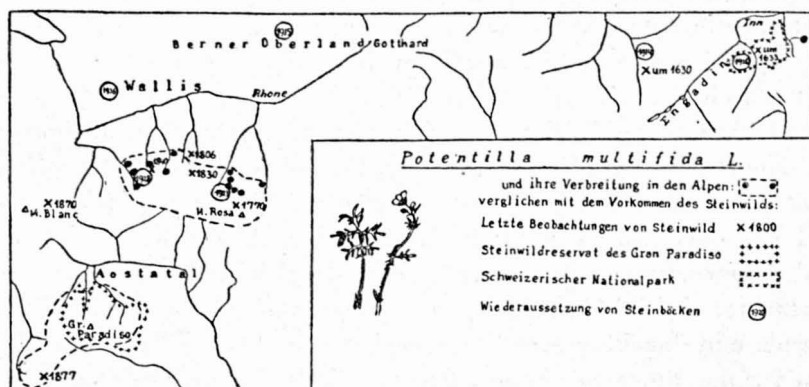 Berner Oberland/Gotthard
Wallis
Rhone
Inn
Engadin
×um 1630
×um
1633
×1806
×1830
×1770
×1870
M. Blanc
M. Rosa
Aostatal
Gr.
Paradiso
×1877
Potentilla multifida L.
und ihre Verbreitung in den Alpen:
verglichen mit dem Vorkommen des Steinwilds:
Letzte Beobachtungen von Steinwild ×1800
Steinwildreservat des Gran Paradiso
Schweizerischer Nationalpark
Wiederaussetzung von Steinböcken